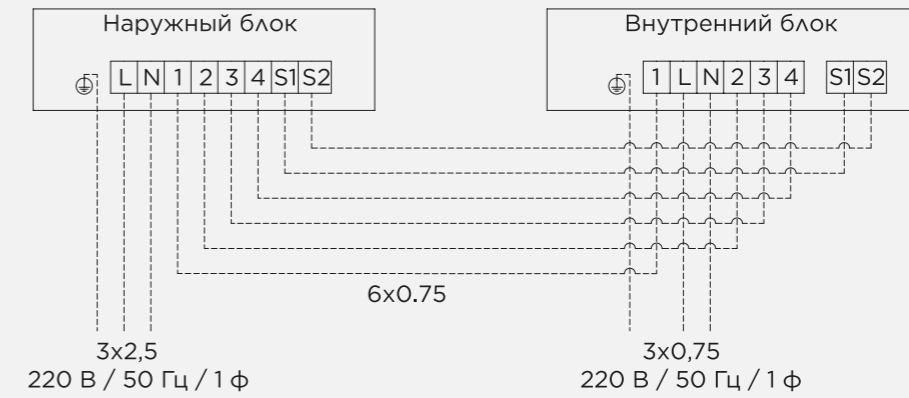 Наружный блок
Внутренний блок
L N 1 2 3 4 S1 S2
1 L N 2 3 4 S1 S2
6x0.75
3x2,5
220 В / 50 Гц / 1 ф
3x0,75
220 В / 50 Гц / 1 ф